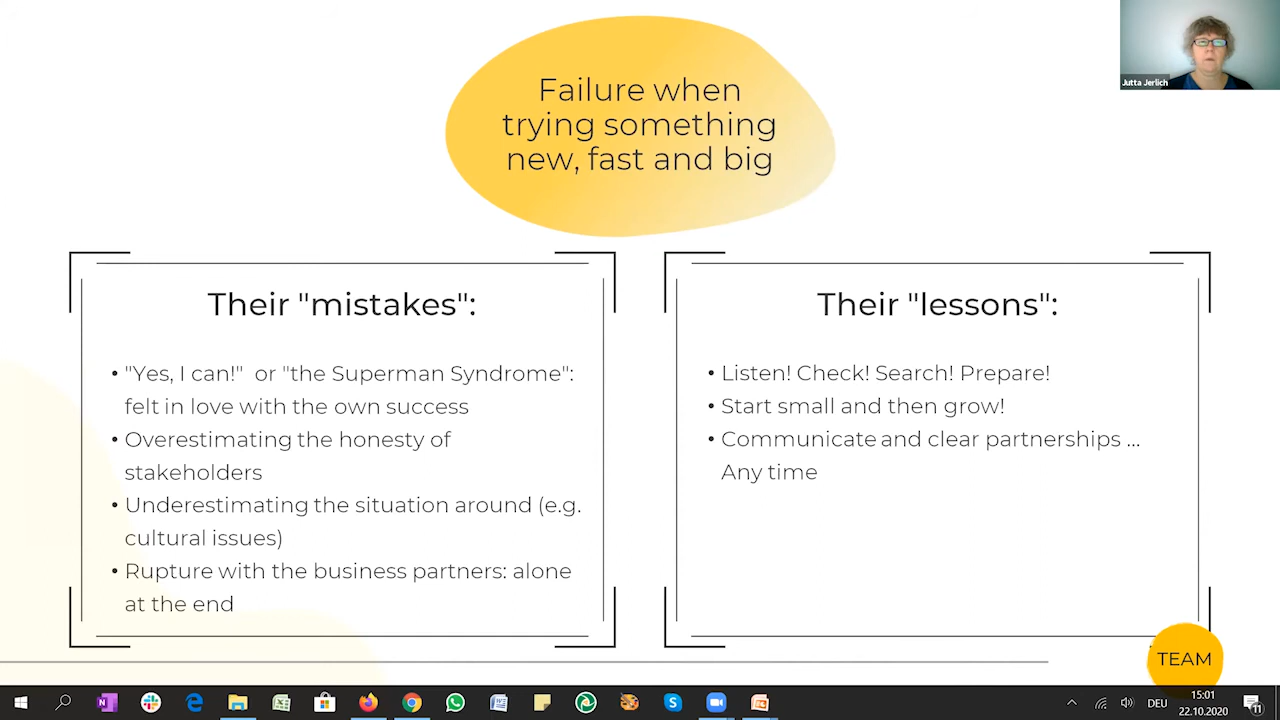 Failure when
trying something
new, fast and big
Jutta Jerlich
Their "mistakes":
• "Yes, I can!" or "the Superman Syndrome":
felt in love with the own success
• Overestimating the honesty of
stakeholders
• Underestimating the situation around (e.g.
cultural issues)
• Rupture with the business partners: alone
at the end
Their "lessons":
• Listen! Check! Search! Prepare!
• Start small and then grow!
• Communicate and clear partnerships ...
Any time
TEAM
DEU
15:01
22.10.2020
11